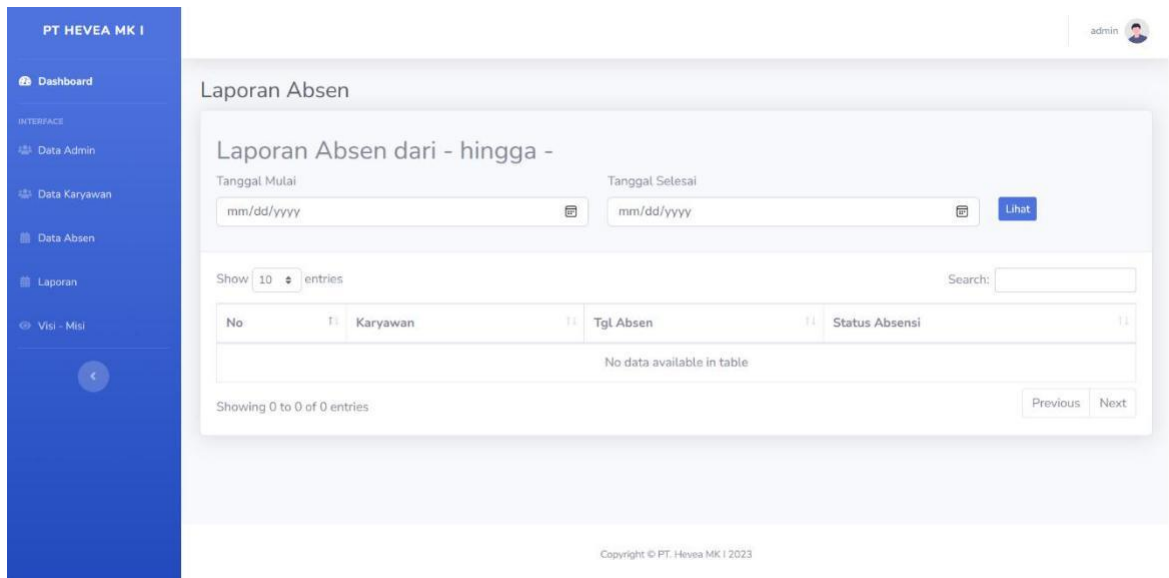 PT HEVEA MK I
admin
Dashboard
INTERFACE
Data Admin
Data Karyawan
Data Absen
Laporan
Visi - Misi
Laporan Absen
Laporan Absen dari - hingga -
Tanggal Mulai
Tanggal Selesai
mm/dd/yyyy
mm/dd/yyyy
Lihat
Show 10 entries
Search:
No Karyawan Tgl Absen Status Absensi
No data available in table
Showing 0 to 0 of 0 entries
Previous Next
Copyright © PT. Hevea MK I 2023